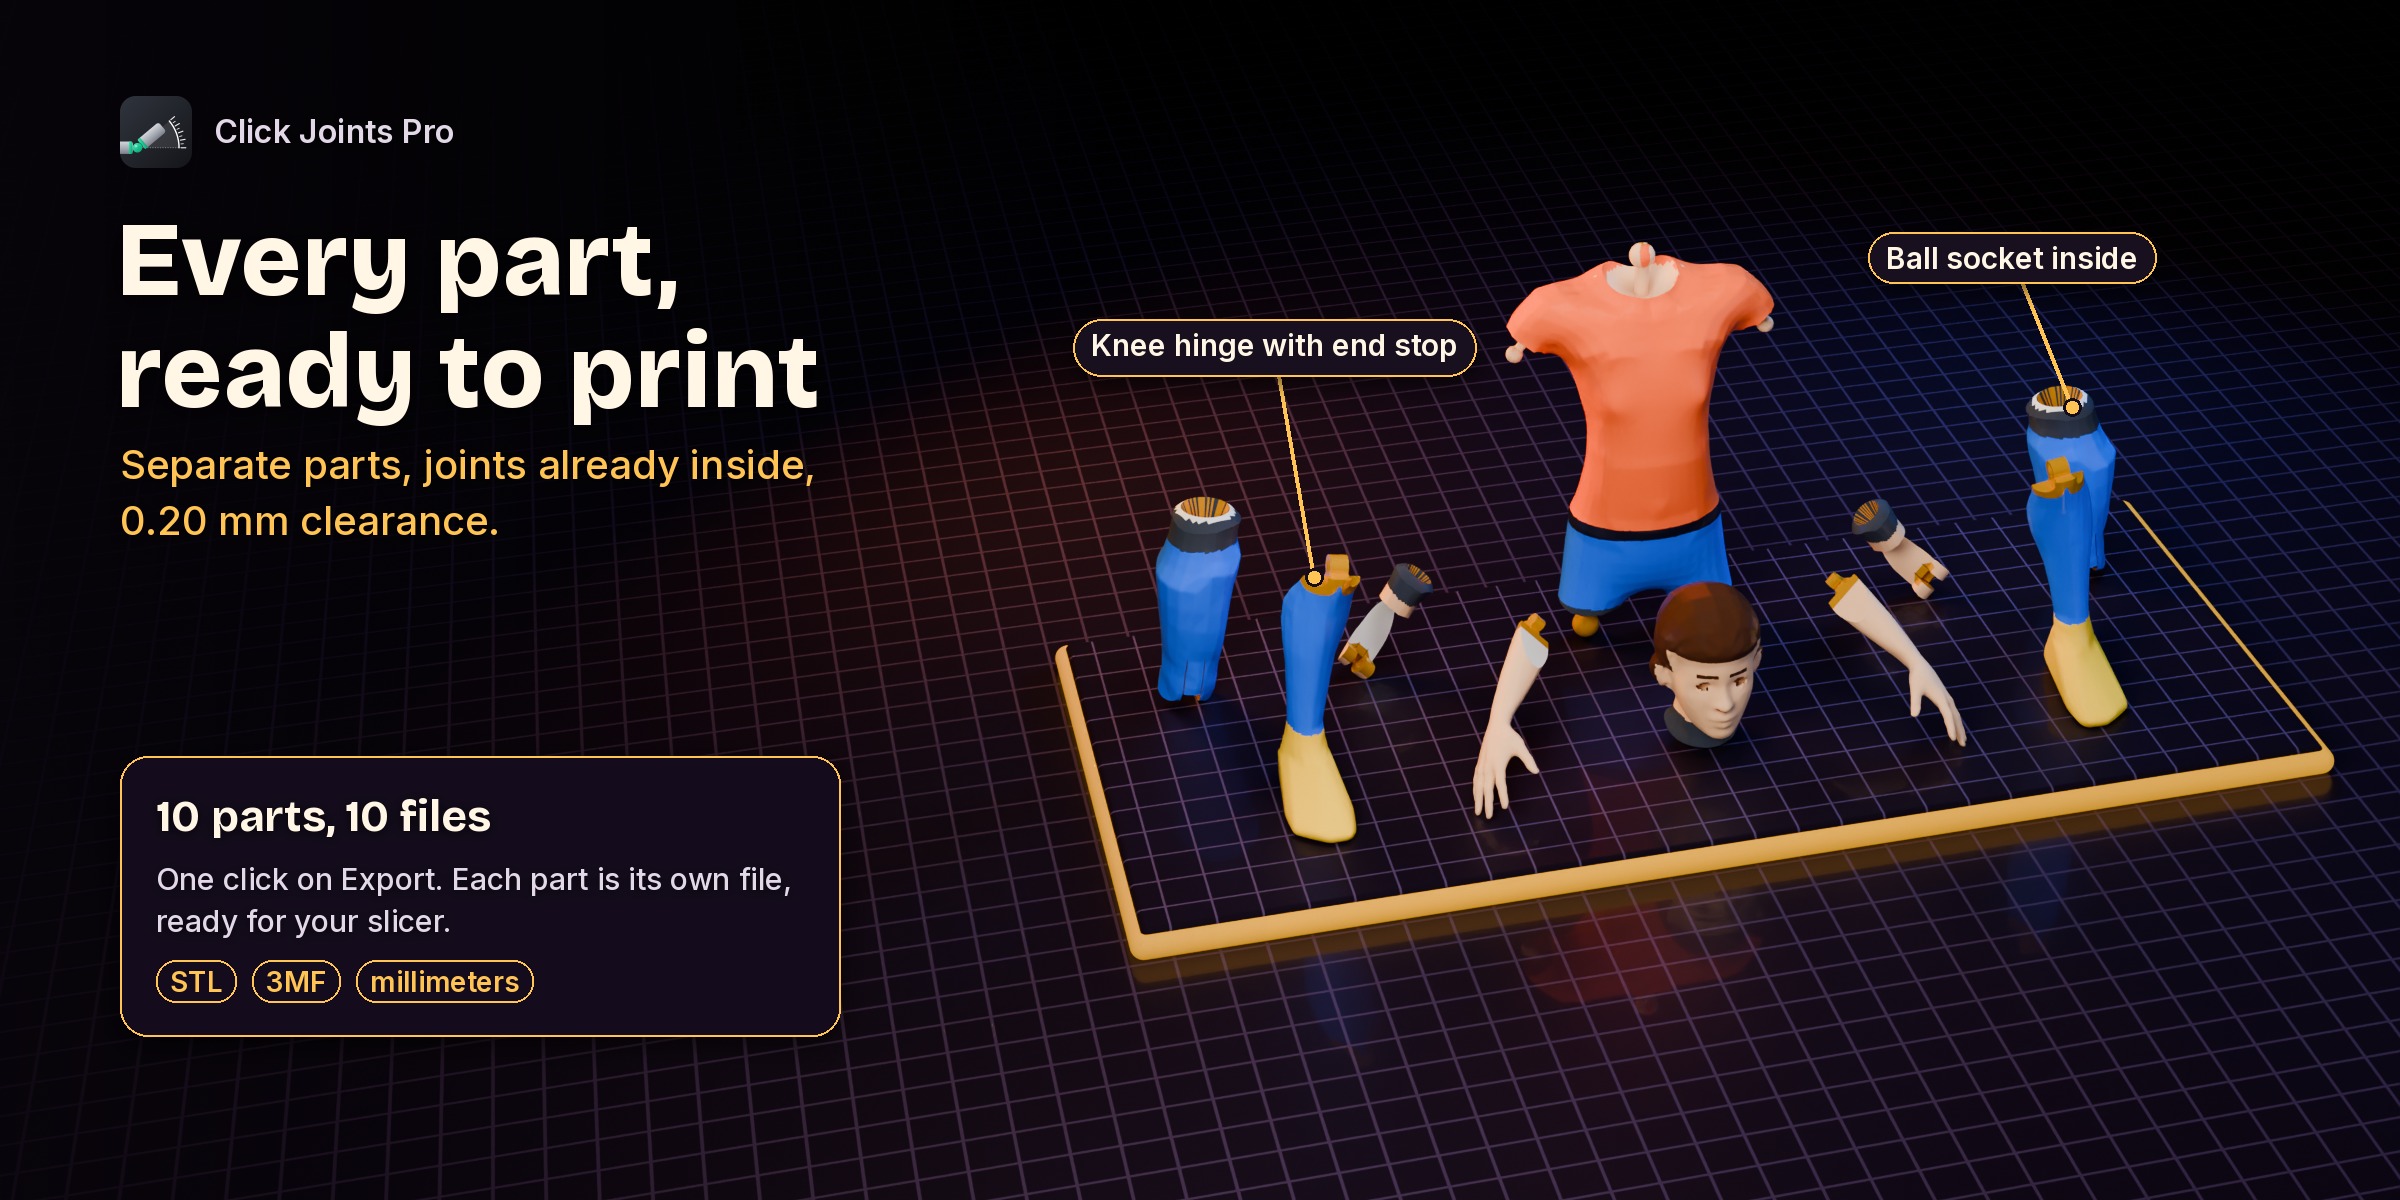 Click Joints Pro
Every part,
ready to print
Separate parts, joints already inside,
0.20 mm clearance.
Knee hinge with end stop
Ball socket inside
10 parts, 10 files
One click on Export. Each part is its own file,
ready for your slicer.
STL 3MF millimeters